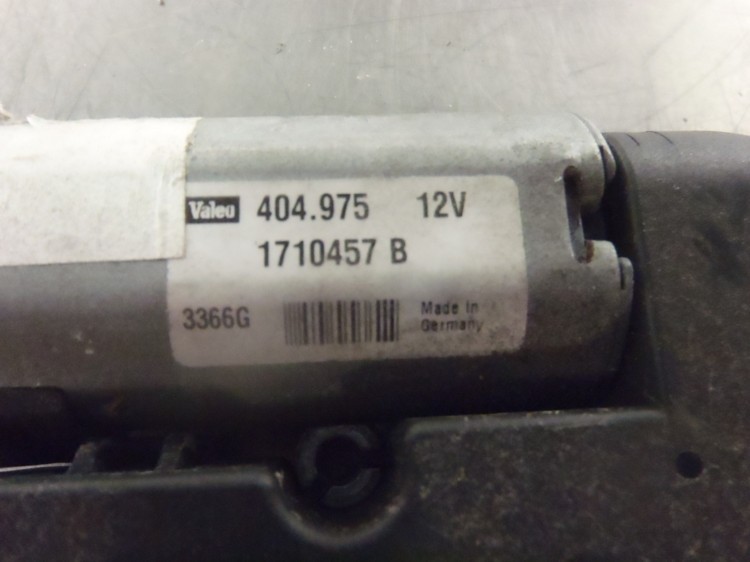 Valeo 404.975 12V
1710457 B
3366G
Made In
Germany